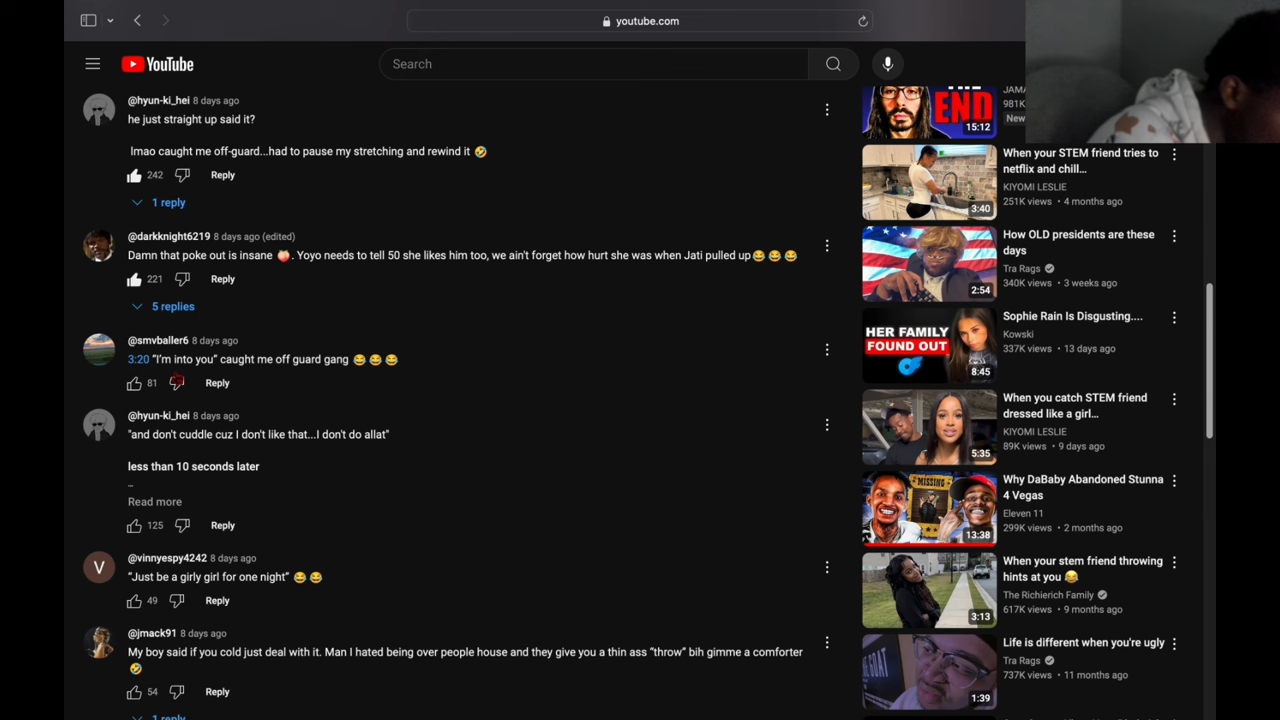 youtube.com
YouTube
Search
@hyun-ki_hei 8 days ago
he just straight up said it?
lmao caught me off-guard...had to pause my stretching and rewind it 🤣
242 Reply
1 reply
@darkknight6219 8 days ago (edited)
Damn that poke out is insane 🍑. Yoyo needs to tell 50 she likes him too, we ain't forget how hurt she was when Jati pulled up😂😂😂
221 Reply
5 replies
@smvballer6 8 days ago
3:20 “I’m into you” caught me off guard gang 😂😂😂
81 Reply
@hyun-ki_hei 8 days ago
"and don't cuddle cuz I don't like that...I don't do allat"
less than 10 seconds later
_
Read more
125 Reply
V
@vinnyespy4242 8 days ago
“Just be a girly girl for one night” 😂😂
49 Reply
@jmack91 8 days ago
My boy said if you cold just deal with it. Man I hated being over people house and they give you a thin ass “throw” bih gimme a comforter
🤣
54 Reply
1 reply
THE
END
15:12
981K
New
3:40
When your STEM friend tries to
netflix and chill...
KIYOMI LESLIE
251K views • 4 months ago
2:54
How OLD presidents are these
days
Tra Rags
340K views • 3 weeks ago
HER FAMILY
FOUND OUT
8:45
Sophie Rain Is Disgusting....
Kowski
337K views • 13 days ago
5:35
When you catch STEM friend
dressed like a girl...
KIYOMI LESLIE
89K views • 9 days ago
MISSING
13:38
Why DaBaby Abandoned Stunna
4 Vegas
Eleven 11
299K views • 2 months ago
3:13
When your stem friend throwing
hints at you 😂
The Richierich Family
617K views • 9 months ago
1:39
Life is different when you're ugly
Tra Rags
737K views • 11 months ago